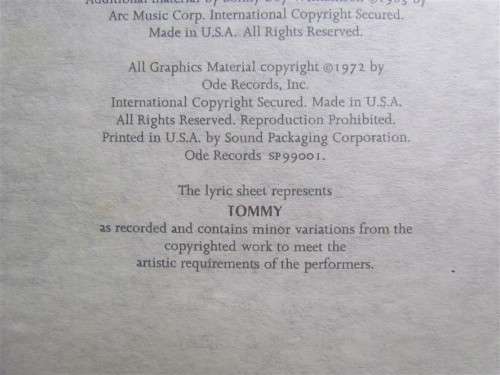 Arc Music Corp. International Copyright Secured.
Made in U.S.A. All Rights Reserved.
All Graphics Material copyright ©1972 by
Ode Records, Inc.
International Copyright Secured. Made in U.S.A.
All Rights Reserved. Reproduction Prohibited.
Printed in U.S.A. by Sound Packaging Corporation.
Ode Records SP99001.
The lyric sheet represents
TOMMY
as recorded and contains minor variations from the
copyrighted work to meet the
artistic requirements of the performers.